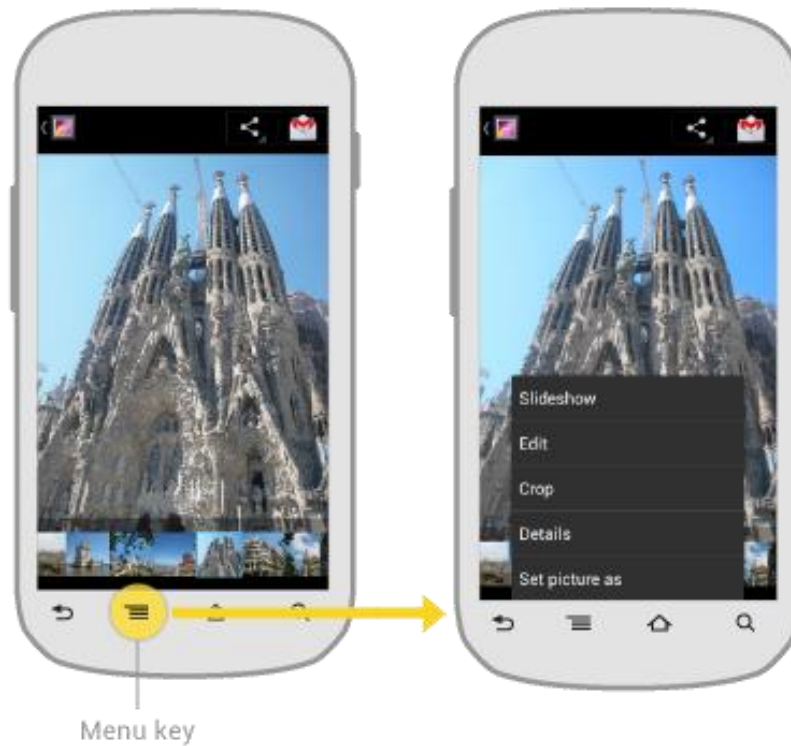 Slideshow
Edit
Crop
Details
Set picture as
Menu key